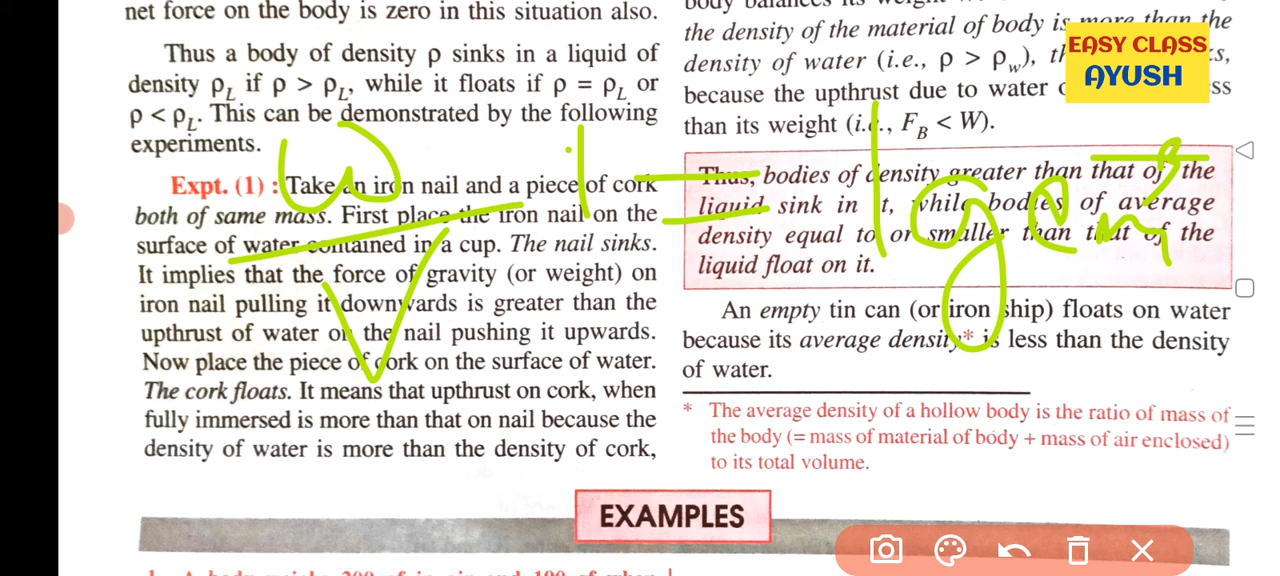 net force on the body is zero in this situation also.
Thus a body of density ρ sinks in a liquid of
density ρL if ρ > ρL, while it floats if ρ = ρL or
ρ < ρL. This can be demonstrated by the following
experiments.
Expt. (1) : Take an iron nail and a piece of cork
both of same mass. First place the iron nail on the
surface of water contained in a cup. The nail sinks.
It implies that the force of gravity (or weight) on
iron nail pulling it downwards is greater than the
upthrust of water on the nail pushing it upwards.
Now place the piece of cork on the surface of water.
The cork floats. It means that upthrust on cork, when
fully immersed is more than that on nail because the
density of water is more than the density of cork,
the density of the material of body is more than the
density of water (i.e., ρ > ρw),
because the upthrust due to water
than its weight (i.e., FB < W).
Thus, bodies of density greater than that of the
liquid sink in it, while bodies of average
density equal to or smaller than that of the
liquid float on it.
An empty tin can (or iron ship) floats on water
because its average density* is less than the density
of water.
* The average density of a hollow body is the ratio of mass of
the body (= mass of material of body + mass of air enclosed)
to its total volume.
EXAMPLES
EASY CLASS
AYUSH
ω
V
=
1gem